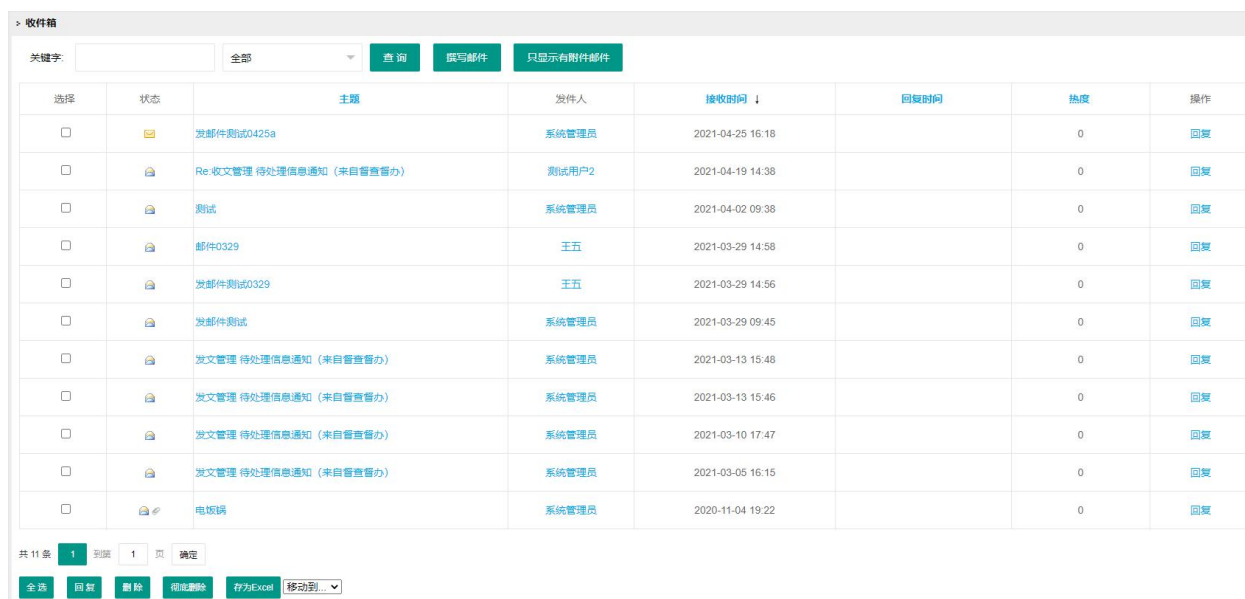 收件箱
关键字: 全部 查询 撰写邮件 只显示有附件邮件
选择 状态 主题 发件人 接收时间 ↓ 回复时间 热度 操作
发邮件测试0425a 系统管理员 2021-04-25 16:18 0 回复
Re:收文管理 待处理信息通知（来自督查督办） 测试用户2 2021-04-19 14:38 0 回复
测试 系统管理员 2021-04-02 09:38 0 回复
邮件0329 王五 2021-03-29 14:58 0 回复
发邮件测试0329 王五 2021-03-29 14:56 0 回复
发邮件测试 系统管理员 2021-03-29 09:45 0 回复
发文管理 待处理信息通知（来自督查督办） 系统管理员 2021-03-13 15:48 0 回复
发文管理 待处理信息通知（来自督查督办） 系统管理员 2021-03-13 15:46 0 回复
发文管理 待处理信息通知（来自督查督办） 系统管理员 2021-03-10 17:47 0 回复
发文管理 待处理信息通知（来自督查督办） 系统管理员 2021-03-05 16:15 0 回复
电饭锅 系统管理员 2020-11-04 19:22 0 回复
共 11 条 1 到第 1 页 确定
全选 回复 删除 彻底删除 存为Excel 移动到...